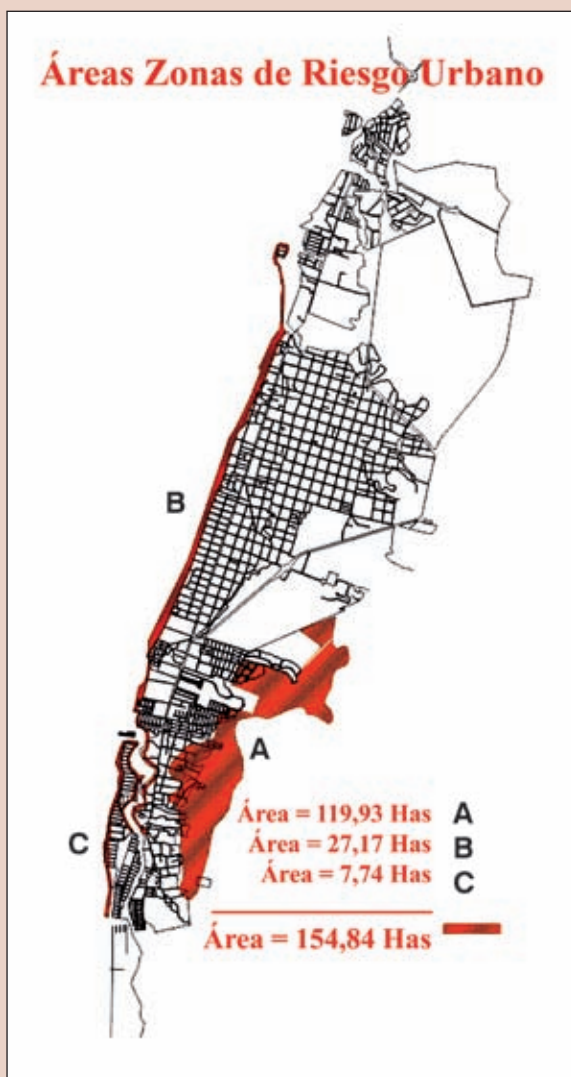 Áreas Zonas de Riesgo Urbano
B
A
C
Área = 119,93 Has A
Área = 27,17 Has B
Área = 7,74 Has C
Área = 154,84 Has